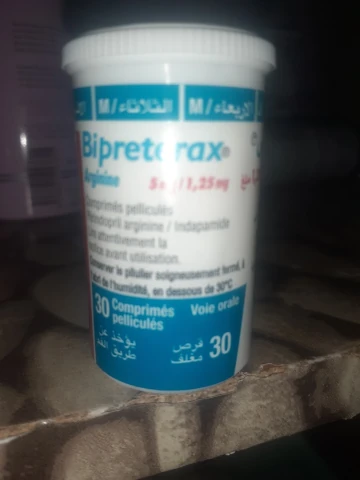 M / الثلاثاء M / الاربعاء
Bipreterax®
Arginine
5 mg / 1,25 mg
Comprimés pelliculés
Périndopril arginine / Indapamide
attentivement la
avant utilisation.
Conserver le pilulier soigneusement fermé, à
de l'humidité, en dessous de 30°C
30 Comprimés pelliculés
Voie orale
يؤخذ عن
طريق الفم
30 قرص
مغلف